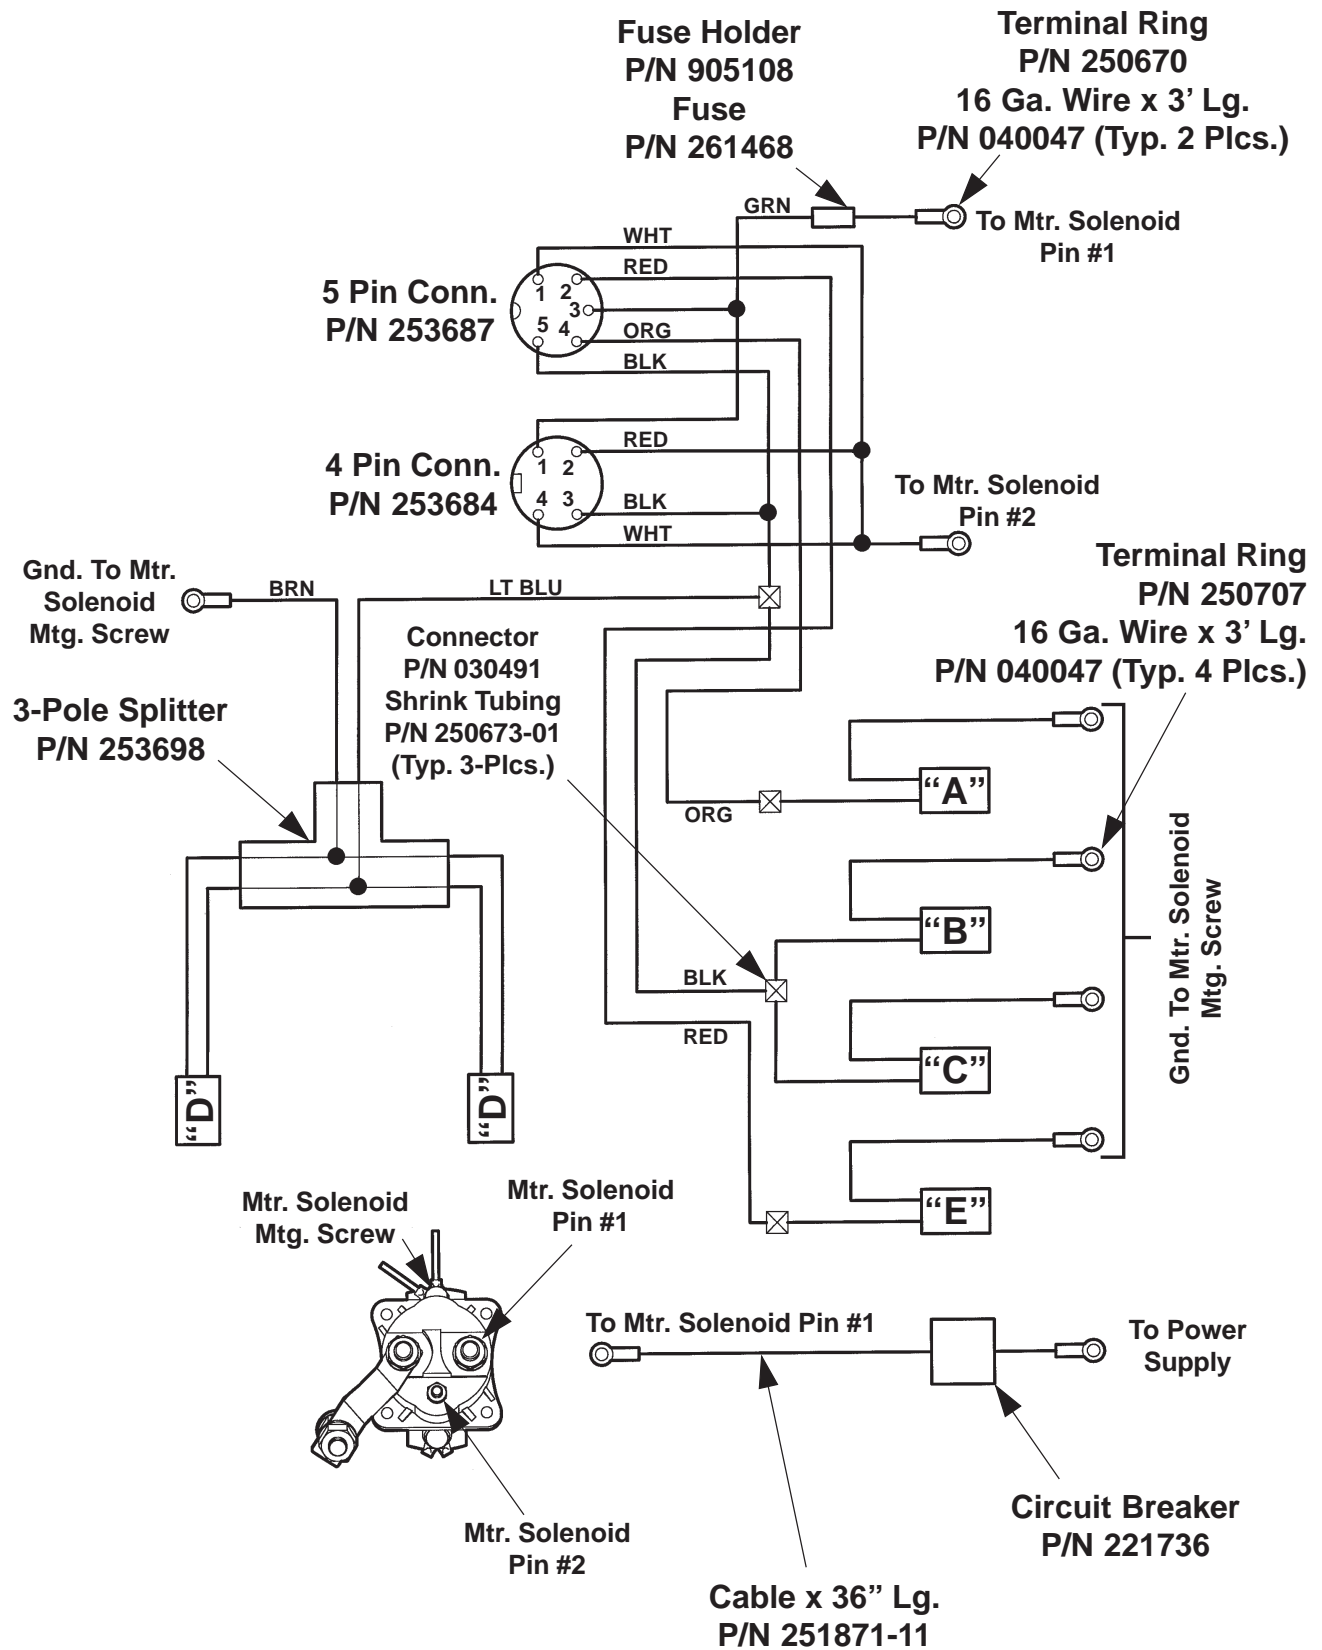 Fuse Holder
P/N 905108
Fuse
P/N 261468
Terminal Ring
P/N 250670
16 Ga. Wire x 3’ Lg.
P/N 040047 (Typ. 2 Plcs.)
GRN
To Mtr. Solenoid
Pin #1
WHT
RED
5 Pin Conn.
P/N 253687
1 2
3
5 4
ORG
BLK
4 Pin Conn.
P/N 253684
1 2
4 3
RED
BLK
WHT
To Mtr. Solenoid
Pin #2
Gnd. To Mtr.
Solenoid
Mtg. Screw
BRN
LT BLU
Terminal Ring
P/N 250707
16 Ga. Wire x 3’ Lg.
P/N 040047 (Typ. 4 Plcs.)
Connector
P/N 030491
Shrink Tubing
P/N 250673-01
(Typ. 3-Plcs.)
3-Pole Splitter
P/N 253698
“A”
ORG
“B”
BLK
RED
“C”
Gnd. To Mtr. Solenoid
Mtg. Screw
“D”
“D”
“E”
Mtr. Solenoid
Mtg. Screw
Mtr. Solenoid
Pin #1
To Mtr. Solenoid Pin #1
To Power
Supply
Mtr. Solenoid
Pin #2
Circuit Breaker
P/N 221736
Cable x 36” Lg.
P/N 251871-11